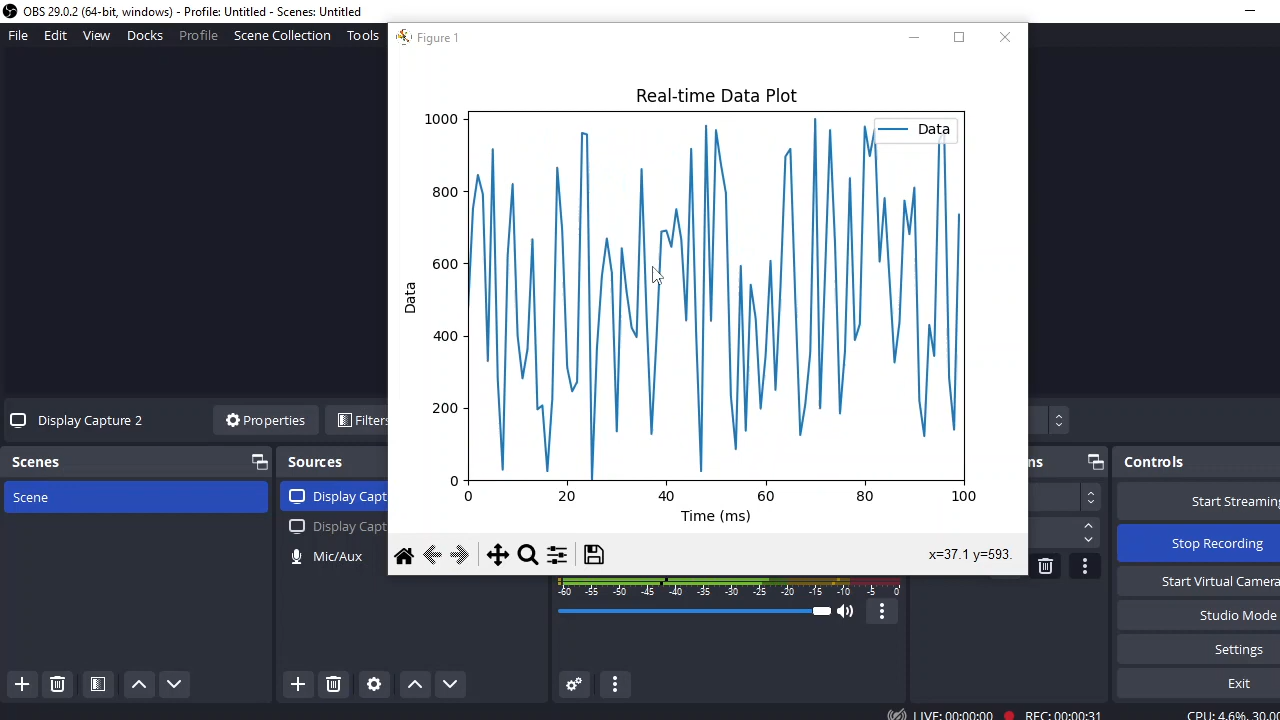 OBS 29.0.2 (64-bit, windows) - Profile: Untitled - Scenes: Untitled
File Edit View Docks Profile Scene Collection Tools
Figure 1
Real-time Data Plot
Data
1000
800
600
400
200
0
Data
0 20 40 60 80 100
Time (ms)
x=37.1 y=593.
Display Capture 2
Properties
Filters
Scenes
Scene
Sources
Display Capt
Display Capt
Mic/Aux
-60 -55 -50 -45 -40 -35 -30 -25 -20 -15 -10 -5 0
ns
Controls
Start Streaming
Stop Recording
Start Virtual Camera
Studio Mode
Settings
Exit
LIVE: 00:00:00
REC: 00:00:31
CPU: 4.6%, 30.00